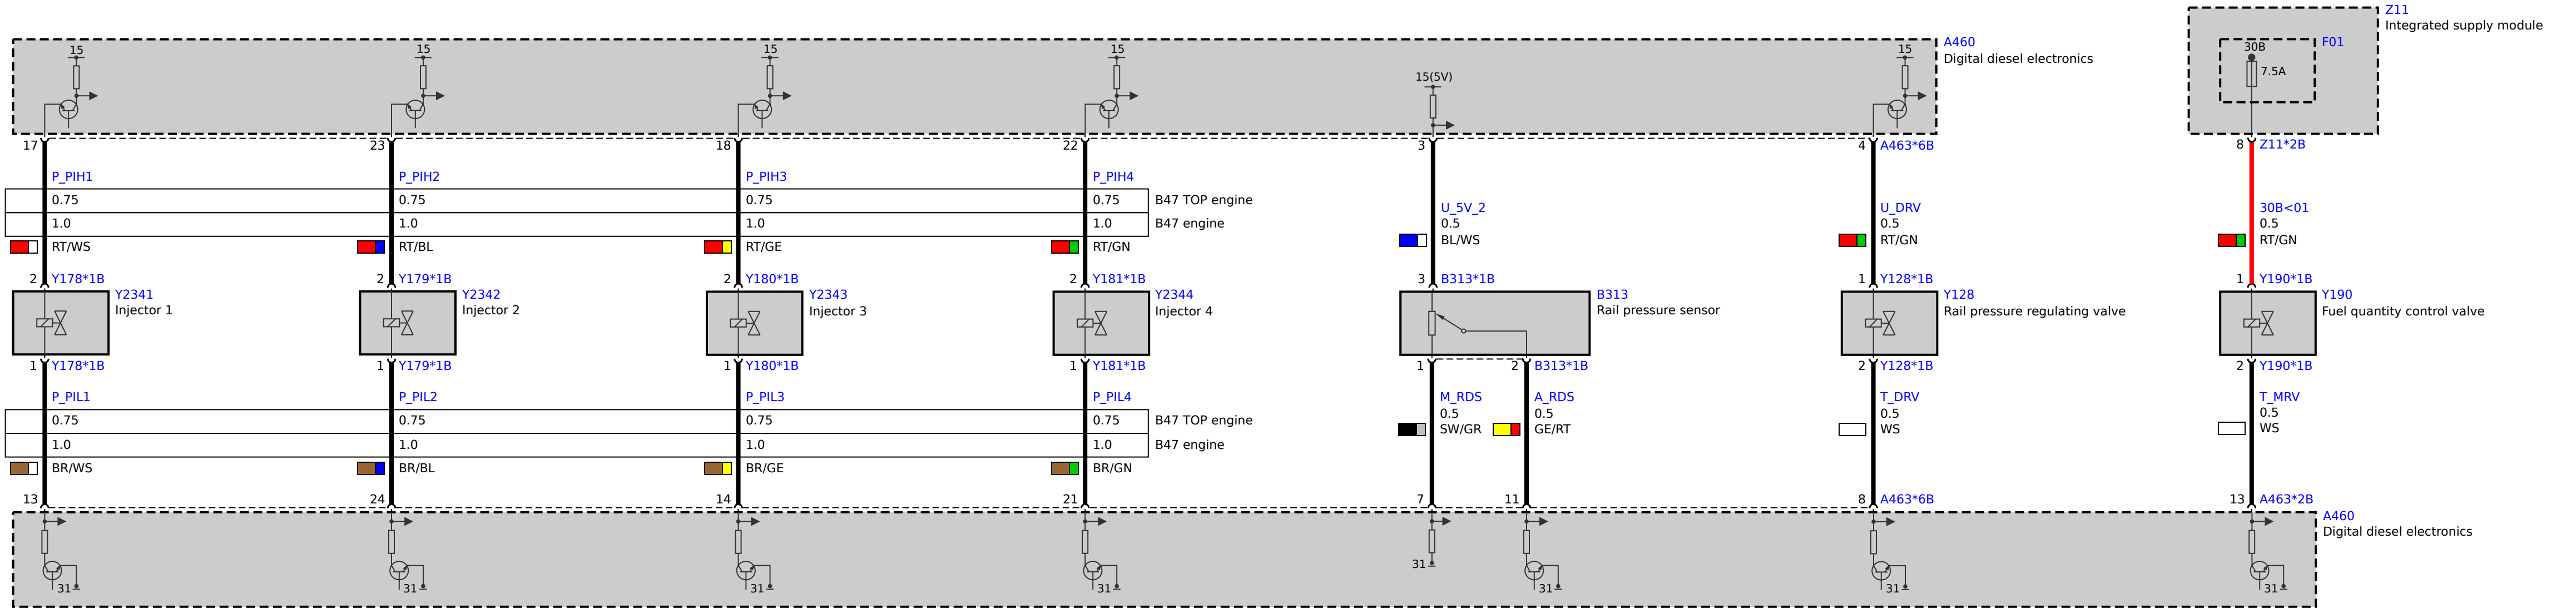 Z11
Integrated supply module
15 15 15 15 15 A460 30B F01
Digital diesel electronics
15(5V) 7.5A
17 23 18 22 3 4 A463*6B 8 Z11*2B
P_PIH1 P_PIH2 P_PIH3 P_PIH4
0.75 0.75 0.75 0.75 B47 TOP engine
U_5V_2 U_DRV 30B<01
1.0 1.0 1.0 1.0 B47 engine 0.5 0.5 0.5
RT/WS RT/BL RT/GE RT/GN BL/WS RT/GN RT/GN
2 Y178*1B 2 Y179*1B 2 Y180*1B 2 Y181*1B 3 B313*1B 1 Y128*1B 1 Y190*1B
Y2341 Y2342 Y2343 Y2344 B313 Y128 Y190
Injector 1 Injector 2 Injector 3 Injector 4 Rail pressure sensor Rail pressure regulating valve Fuel quantity control valve
1 Y178*1B 1 Y179*1B 1 Y180*1B 1 Y181*1B 1 2 B313*1B 2 Y128*1B 2 Y190*1B
P_PIL1 P_PIL2 P_PIL3 P_PIL4 M_RDS A_RDS T_DRV T_MRV
0.75 0.75 0.75 0.75 B47 TOP engine 0.5 0.5 0.5 0.5
SW/GR GE/RT WS WS
1.0 1.0 1.0 1.0 B47 engine
BR/WS BR/BL BR/GE BR/GN
13 24 14 21 7 11 8 A463*6B 13 A463*2B
A460
Digital diesel electronics
31
31 31 31 31 31 31 31